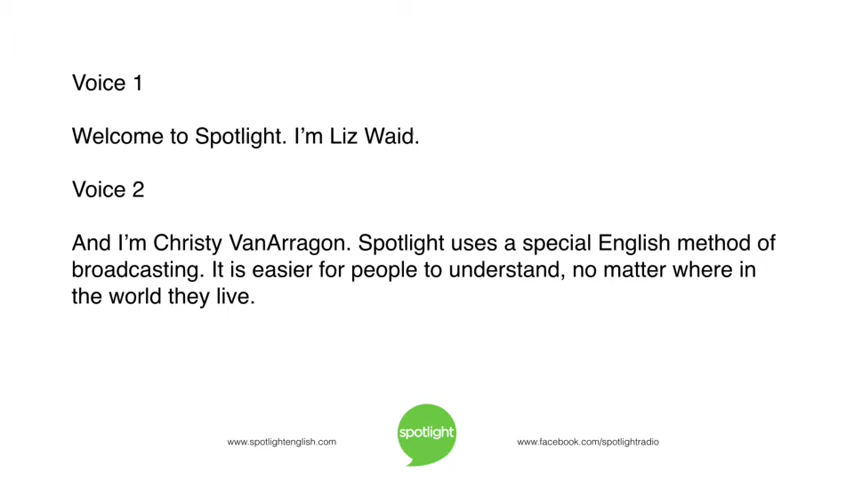 Voice 1
Welcome to Spotlight. I'm Liz Waid.
Voice 2
And I'm Christy VanArragon. Spotlight uses a special English method of
broadcasting. It is easier for people to understand, no matter where in
the world they live.
www.spotlightenglish.com
spotlight
www.facebook.com/spotlightradio